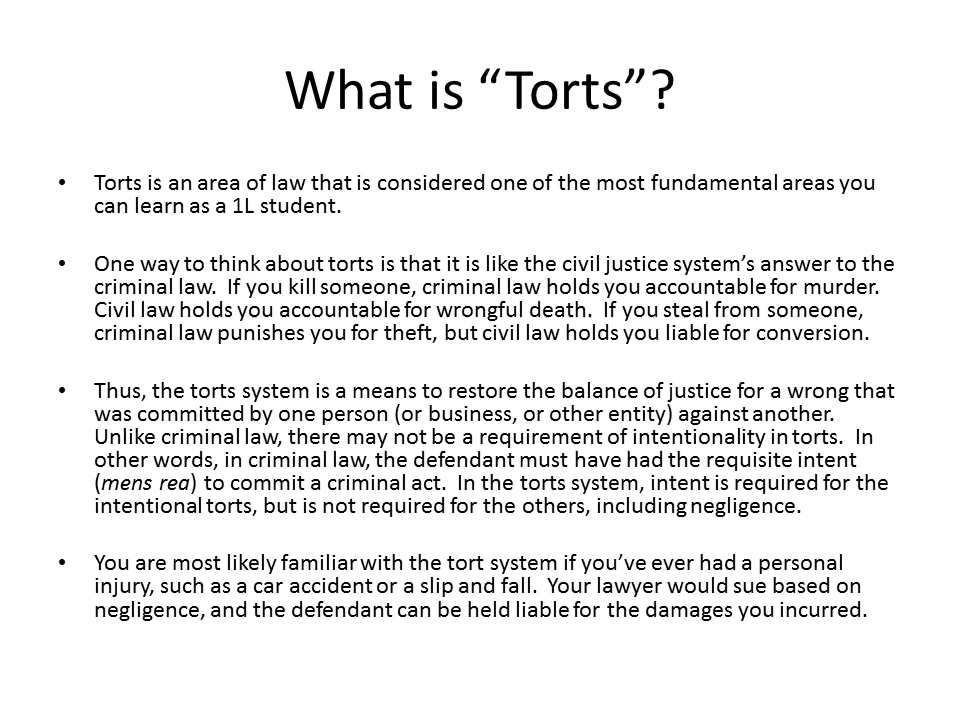 What is “Torts”?
• Torts is an area of law that is considered one of the most fundamental areas you
can learn as a 1L student.
• One way to think about torts is that it is like the civil justice system’s answer to the
criminal law.  If you kill someone, criminal law holds you accountable for murder.
Civil law holds you accountable for wrongful death.  If you steal from someone,
criminal law punishes you for theft, but civil law holds you liable for conversion.
• Thus, the torts system is a means to restore the balance of justice for a wrong that
was committed by one person (or business, or other entity) against another.
Unlike criminal law, there may not be a requirement of intentionality in torts.  In
other words, in criminal law, the defendant must have had the requisite intent
(mens rea) to commit a criminal act.  In the torts system, intent is required for the
intentional torts, but is not required for the others, including negligence.
• You are most likely familiar with the tort system if you’ve ever had a personal
injury, such as a car accident or a slip and fall.  Your lawyer would sue based on
negligence, and the defendant can be held liable for the damages you incurred.